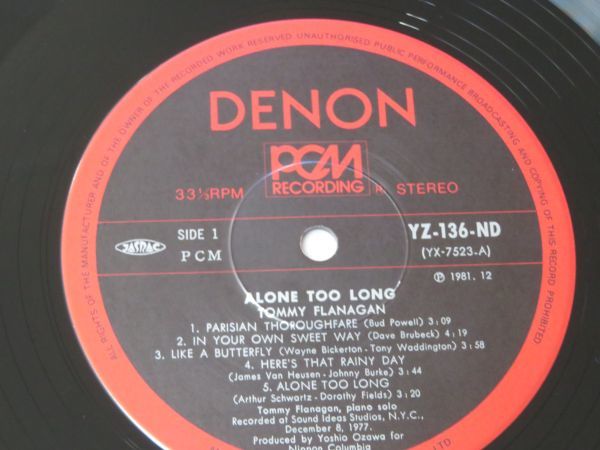 ALL RIGHTS OF THE MANUFACTURER AND OF THE OWNER OF THE RECORDED WORK RESERVED UNAUTHORIZED PUBLIC PERFORMANCE BROADCASTING AND COPYING OF THIS RECORD PROHIBITED
DENON
PCM
RECORDING
33⅓RPM
STEREO
JASRAC
SIDE 1
PCM
YZ-136-ND
(YX-7523-A)
Ⓟ 1981. 12
ALONE TOO LONG
TOMMY FLANAGAN
1. PARISIAN THOROUGHFARE (Bud Powell) 3:09
2. IN YOUR OWN SWEET WAY (Dave Brubeck) 4:19
3. LIKE A BUTTERFLY (Wayne Bickerton - Tony Waddington) 3:58
4. HERE'S THAT RAINY DAY
(James Van Heusen - Johnny Burke) 3:44
5. ALONE TOO LONG
(Arthur Schwartz - Dorothy Fields) 3:20
Tommy Flanagan, piano solo
Recorded at Sound Ideas Studios, N.Y.C.,
December 8, 1977.
Produced by Yoshio Ozawa for
Nippon Columbia
LTD